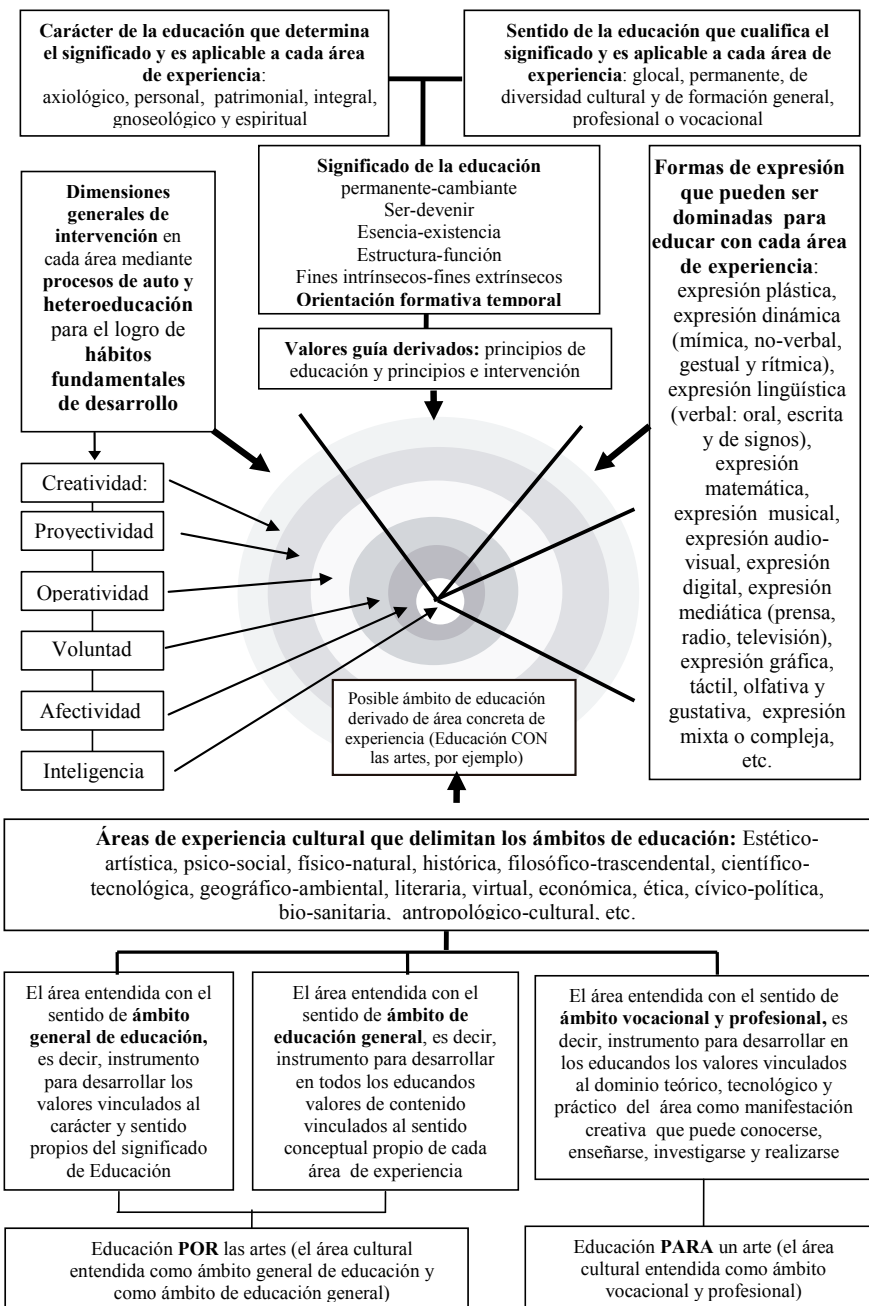 Carácter de la educación que determina
el significado y es aplicable a cada área
de experiencia:
axiológico, personal, patrimonial, integral,
gnoseológico y espiritual
Sentido de la educación que cualifica el
significado y es aplicable a cada área de
experiencia: glocal, permanente, de
diversidad cultural y de formación general,
profesional o vocacional
Dimensiones
generales de
intervención en
cada área mediante
procesos de auto y
heteroeducación
para el logro de
hábitos
fundamentales
de desarrollo
Significado de la educación
permanente-cambiante
Ser-devenir
Esencia-existencia
Estructura-función
Fines intrínsecos-fines extrínsecos
Orientación formativa temporal
Valores guía derivados: principios de
educación y principios e intervención
Formas de expresión
que pueden ser
dominadas para
educar con cada área
de experiencia:
expresión plástica,
expresión dinámica
(mímica, no-verbal,
gestual y rítmica),
expresión lingüística
(verbal: oral, escrita
y de signos),
expresión
matemática,
expresión musical,
expresión audio-
visual, expresión
digital, expresión
mediática (prensa,
radio, televisión),
expresión gráfica,
táctil, olfativa y
gustativa, expresión
mixta o compleja,
etc.
Creatividad:
Proyectividad
Operatividad
Voluntad
Afectividad
Inteligencia
Posible ámbito de educación
derivado de área concreta de
experiencia (Educación CON
las artes, por ejemplo)
Áreas de experiencia cultural que delimitan los ámbitos de educación: Estético-
artística, psico-social, físico-natural, histórica, filosófico-trascendental, científico-
tecnológica, geográfico-ambiental, literaria, virtual, económica, ética, cívico-política,
bio-sanitaria, antropológico-cultural, etc.
El área entendida con el
sentido de ámbito
general de educación,
es decir, instrumento
para desarrollar los
valores vinculados al
carácter y sentido
propios del significado
de Educación
El área entendida con el
sentido de ámbito de
educación general, es decir,
instrumento para desarrollar
en todos los educandos
valores de contenido
vinculados al sentido
conceptual propio de cada
área de experiencia
El área entendida con el sentido de
ámbito vocacional y profesional, es
decir, instrumento para desarrollar en
los educandos los valores vinculados
al dominio teórico, tecnológico y
práctico del área como manifestación
creativa que puede conocerse,
enseñarse, investigarse y realizarse
Educación POR las artes (el área cultural
entendida como ámbito general de educación y
como ámbito de educación general)
Educación PARA un arte (el área
cultural entendida como ámbito
vocacional y profesional)